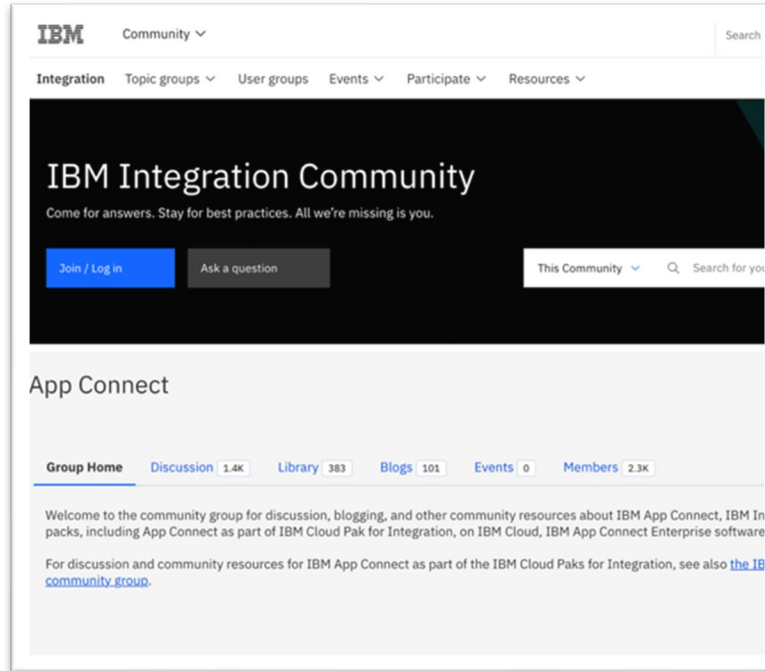 IBM Community
Search
Integration Topic groups User groups Events Participate Resources
IBM Integration Community
Come for answers. Stay for best practices. All we're missing is you.
Join / Log in Ask a question This Community Search for you
App Connect
Group Home Discussion 1.4K Library 383 Blogs 101 Events 0 Members 2.3K
Welcome to the community group for discussion, blogging, and other community resources about IBM App Connect, IBM In
packs, including App Connect as part of IBM Cloud Pak for Integration, on IBM Cloud, IBM App Connect Enterprise software
For discussion and community resources for IBM App Connect as part of the IBM Cloud Paks for Integration, see also the IB
community group.